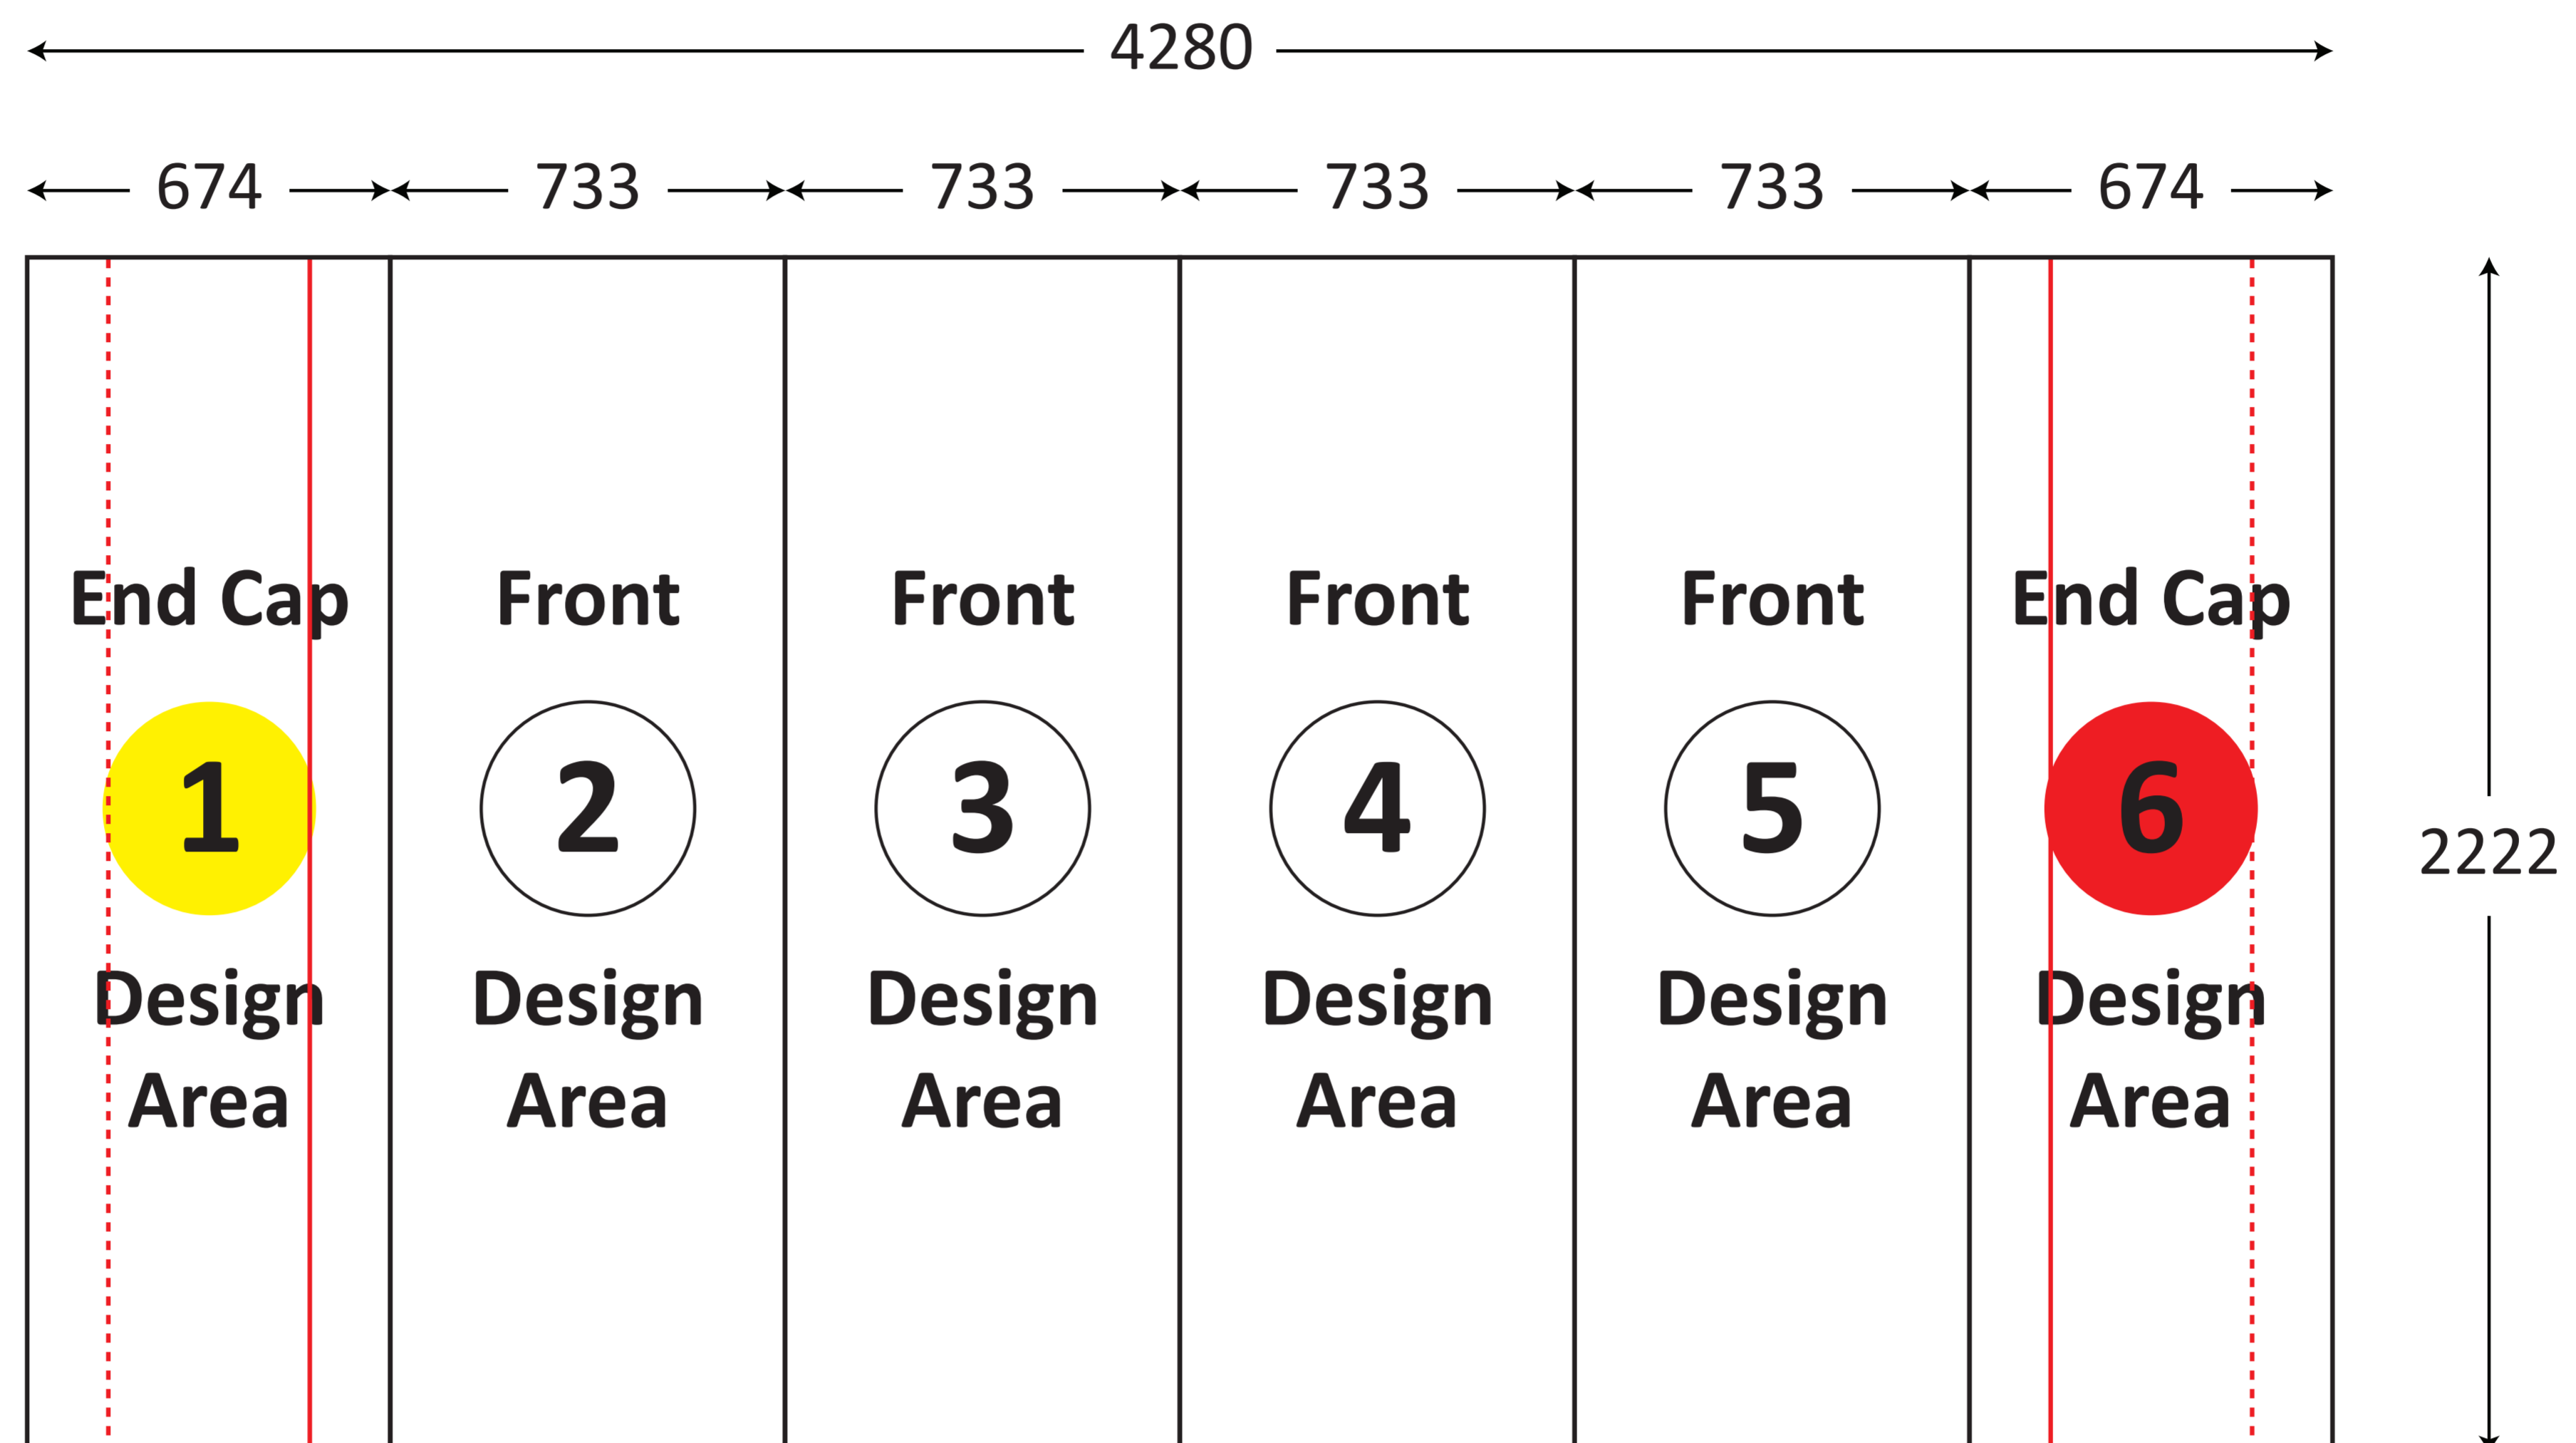 4280
674 733 733 733 733 674
End Cap Front Front Front Front End Cap
1 2 3 4 5 6
2222
Design Design Design Design Design Design
Area Area Area Area Area Area